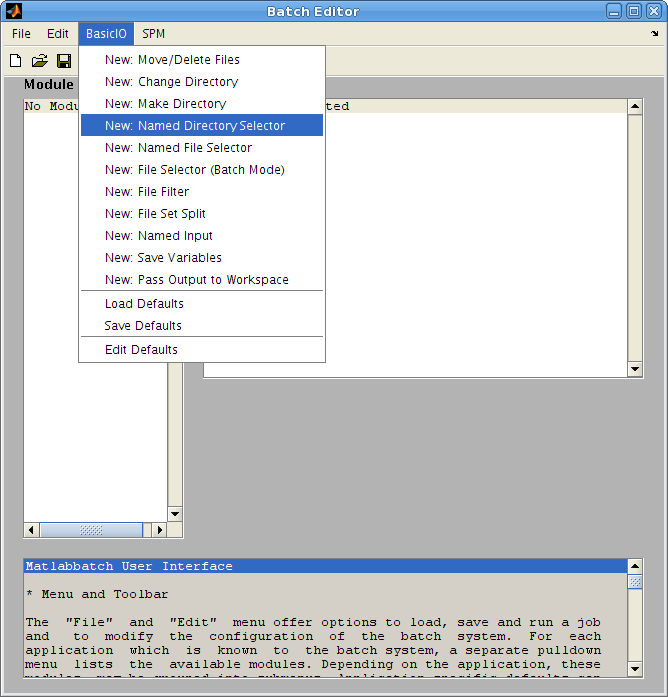 Batch Editor
File Edit BasicIO SPM
New: Move/Delete Files
New: Change Directory
New: Make Directory
New: Named Directory Selector
New: Named File Selector
New: File Selector (Batch Mode)
New: File Filter
New: File Set Split
New: Named Input
New: Save Variables
New: Pass Output to Workspace
Load Defaults
Save Defaults
Edit Defaults
Module
No Modu
ted
Matlabbatch User Interface
* Menu and Toolbar
The "File" and "Edit" menu offer options to load, save and run a job
and to modify the configuration of the batch system. For each
application which is known to the batch system, a separate pulldown
menu lists the available modules. Depending on the application, these